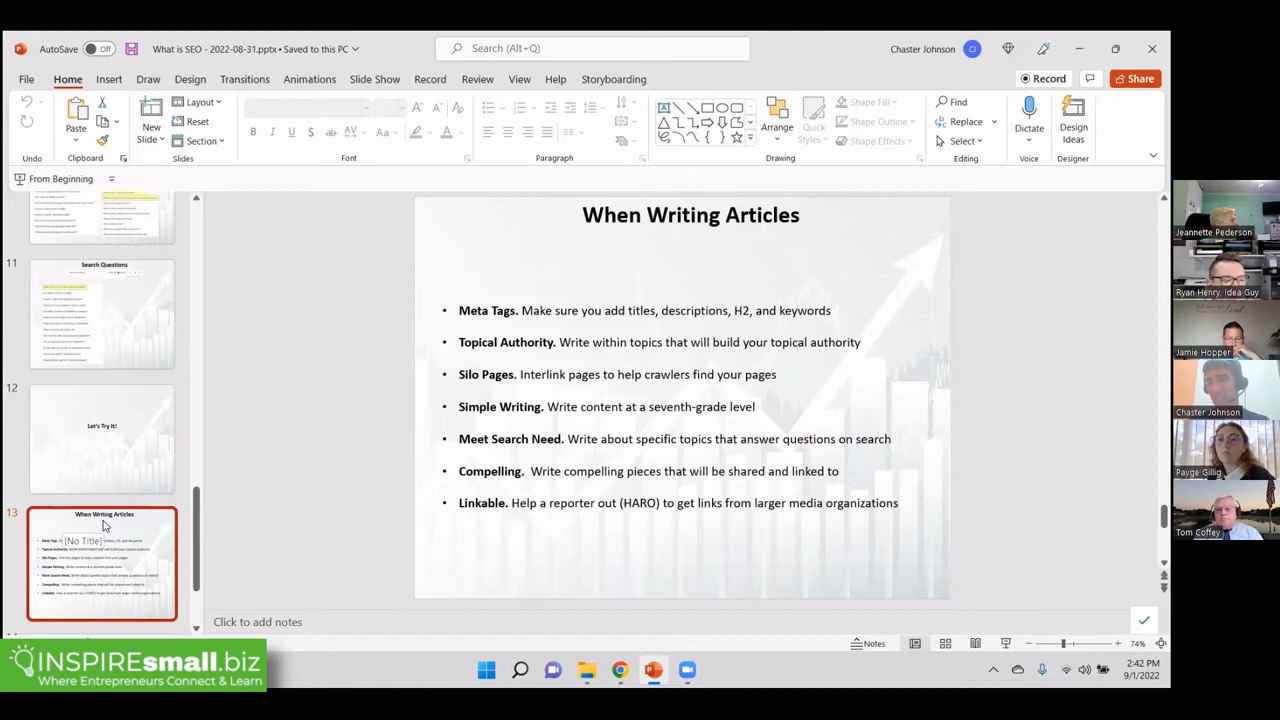 AutoSave Off What is SEO - 2022-08-31.pptx • Saved to this PC Search (Alt+Q) Chaster Johnson CJ
File Home Insert Draw Design Transitions Animations Slide Show Record Review View Help Storyboarding Record Share
Paste New Slide Layout Reset Section Arrange Quick Styles Shape Fill Shape Outline Shape Effects Find Replace Select Dictate Design Ideas
Undo Clipboard Slides Font Paragraph Drawing Editing Voice Designer
From Beginning
11
Search Questions
12
Let's Try It!
13
When Writing Articles
[No Title]
When Writing Articles
• Meta Tags. Make sure you add titles, descriptions, H2, and keywords
• Topical Authority. Write within topics that will build your topical authority
• Silo Pages. Interlink pages to help crawlers find your pages
• Simple Writing. Write content at a seventh-grade level
• Meet Search Need. Write about specific topics that answer questions on search
• Compelling. Write compelling pieces that will be shared and linked to
• Linkable. Help a reporter out (HARO) to get links from larger media organizations
Click to add notes
Notes 74%
2:42 PM
9/1/2022
INSPIREsmall.biz
Where Entrepreneurs Connect & Learn
Jeannette Pederson
Ryan Henry, Idea Guy
Jamie Hopper
Chaster Johnson
Payge Gillig
Tom Coffey